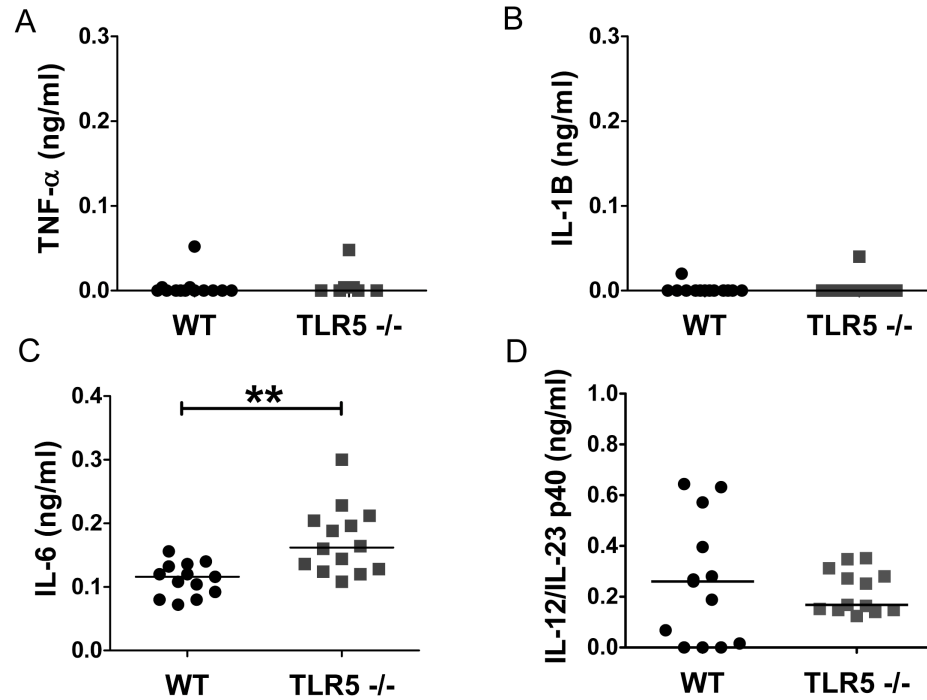 A
TNF-α (ng/ml)
0.3
0.2
0.1
0.0
WT TLR5 -/-
B
IL-1B (ng/ml)
0.3
0.2
0.1
0.0
WT TLR5 -/-
C
IL-6 (ng/ml)
0.4
0.3
0.2
0.1
0.0
**
WT TLR5 -/-
D
IL-12/IL-23 p40 (ng/ml)
1.0
0.8
0.6
0.4
0.2
0.0
WT TLR5 -/-